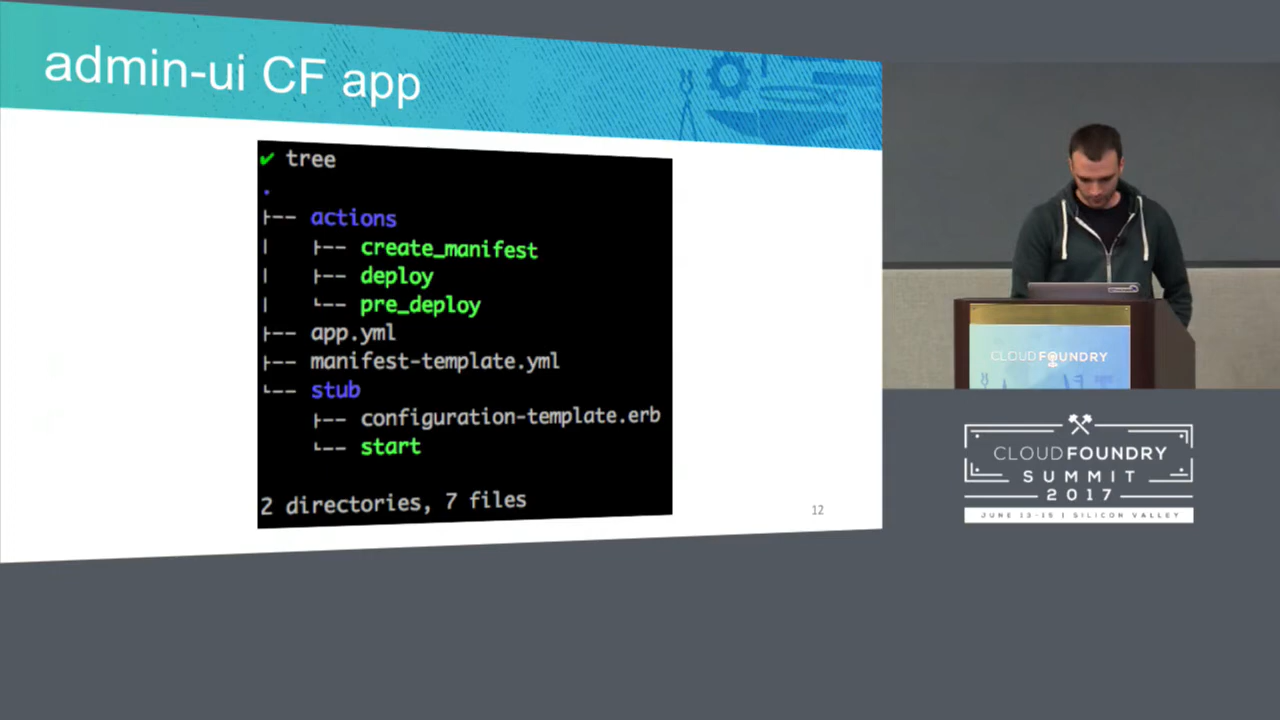 admin-ui CF app
✔ tree
.
├── actions
│   ├── create_manifest
│   ├── deploy
│   └── pre_deploy
├── app.yml
├── manifest-template.yml
└── stub
    ├── configuration-template.erb
    └── start
2 directories, 7 files
12
CLOUD FOUNDRY
CLOUD FOUNDRY
SUMMIT
2017
JUNE 13-15 | SILICON VALLEY